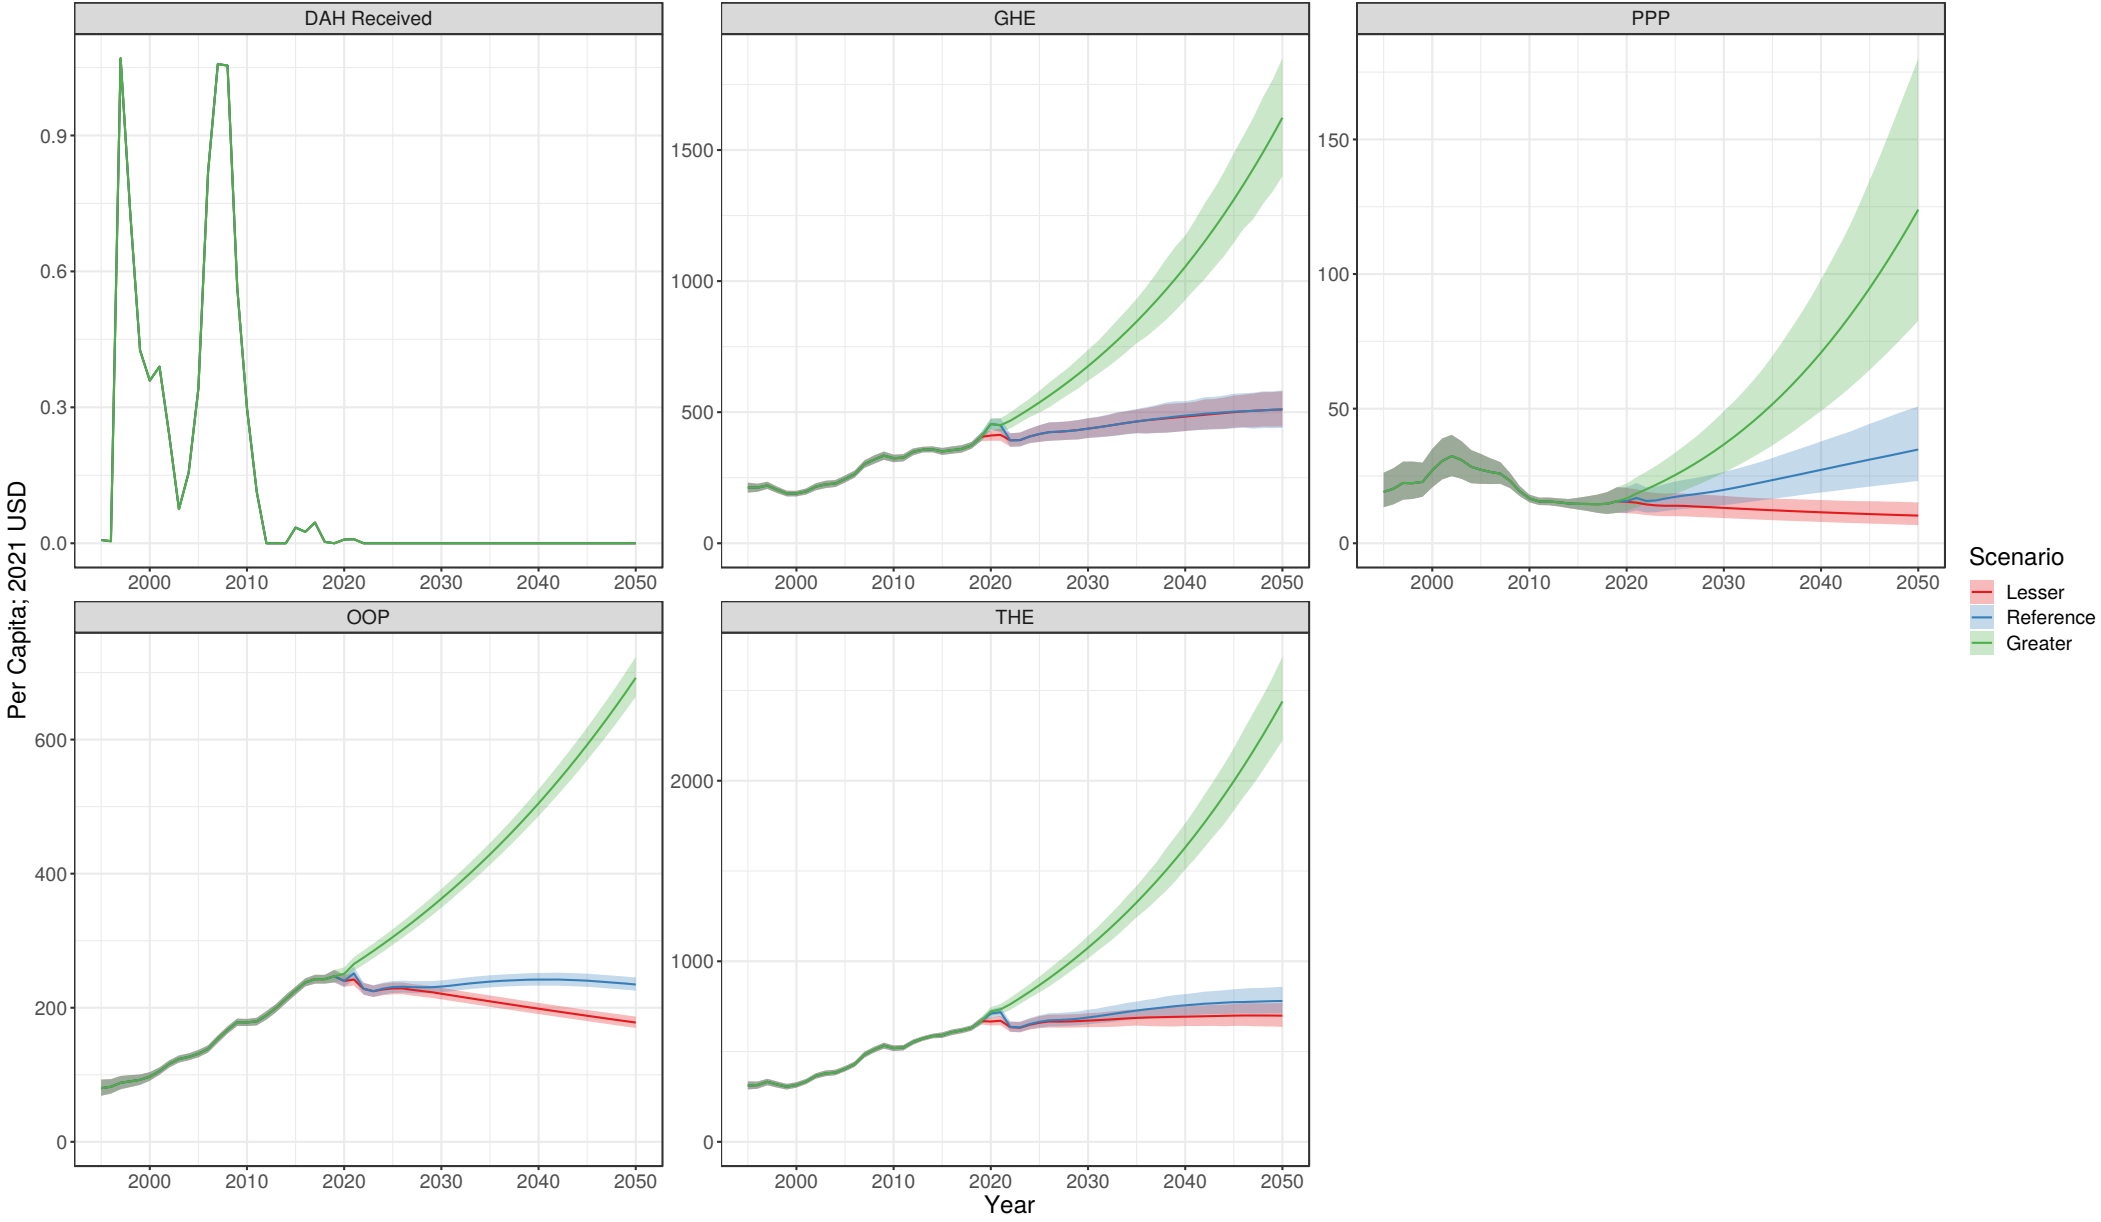 DAH Received
GHE
PPP
0.0
0.3
0.6
0.9
0
500
1000
1500
0
50
100
150
2000 2010 2020 2030 2040 2050
2000 2010 2020 2030 2040 2050
2000 2010 2020 2030 2040 2050
OOP
THE
0
200
400
600
0
1000
2000
2000 2010 2020 2030 2040 2050
2000 2010 2020 2030 2040 2050
Year
Per Capita; 2021 USD
Scenario
Lesser
Reference
Greater